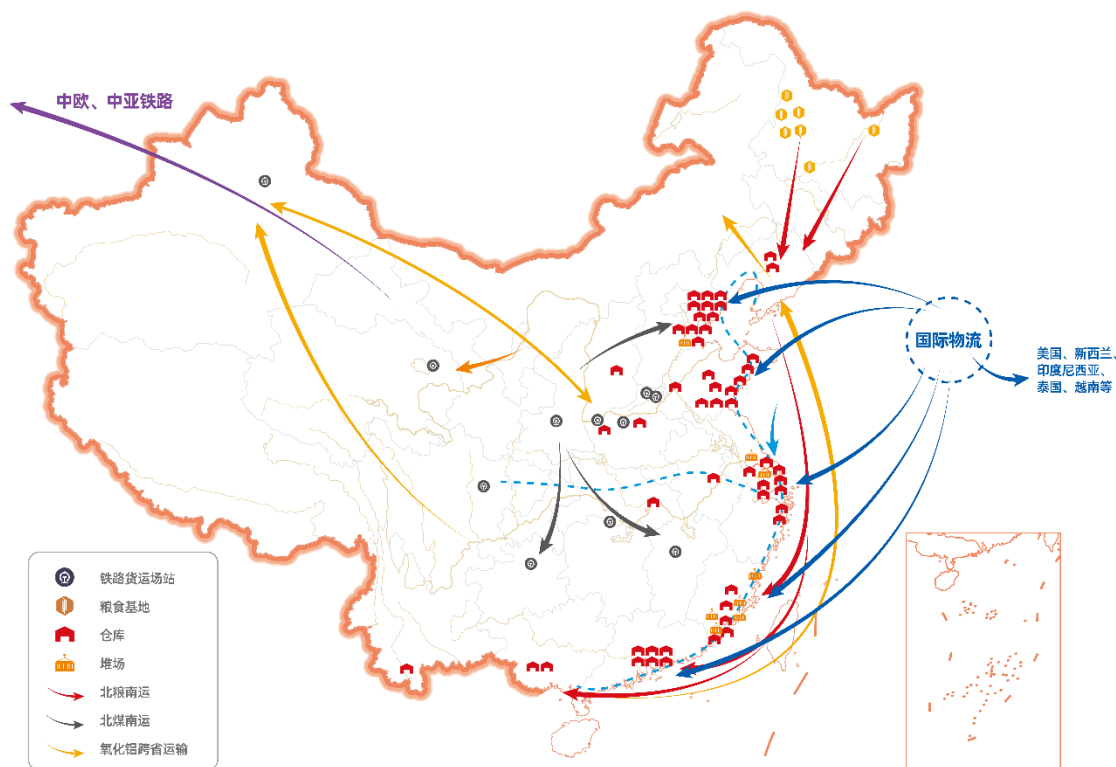 中欧、中亚铁路
国际物流
美国、新西兰、
印度尼西亚、
泰国、越南等
铁路货运场站
粮食基地
仓库
堆场
北粮南运
北煤南运
氧化铝跨省运输